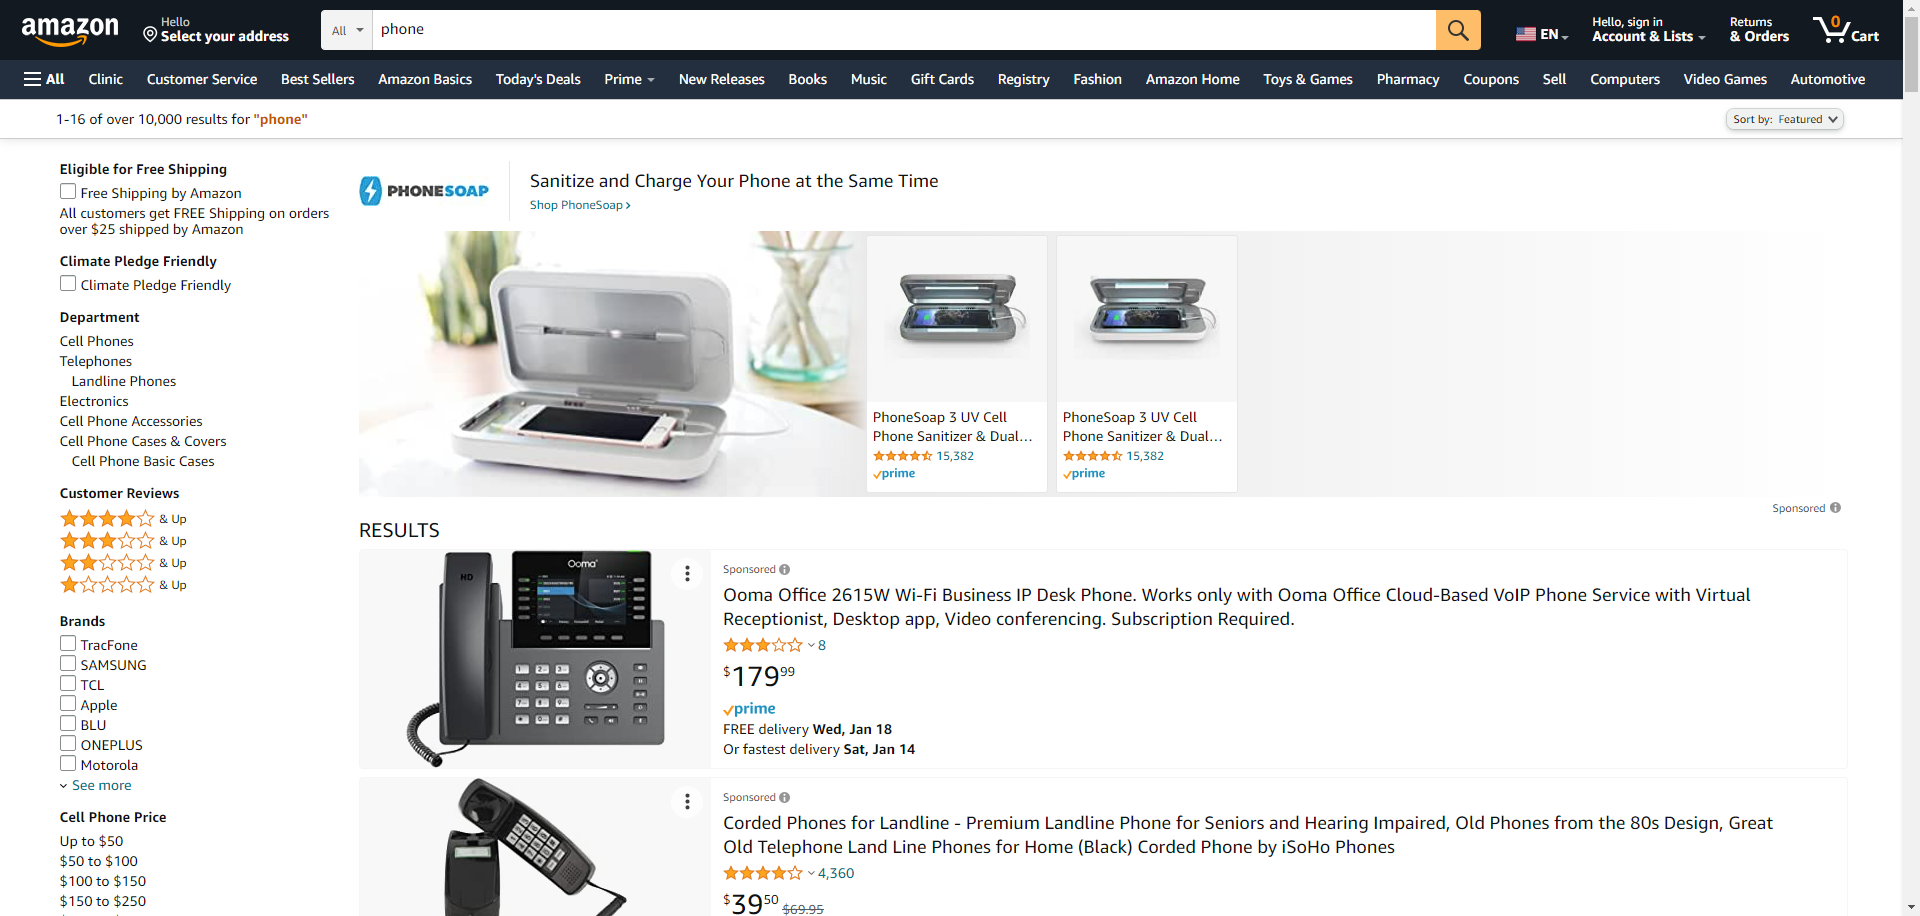 amazon
Hello
Select your address
All
phone
EN
Hello, sign in
Account & Lists
Returns
& Orders
0
Cart
All
Clinic
Customer Service
Best Sellers
Amazon Basics
Today's Deals
Prime
New Releases
Books
Music
Gift Cards
Registry
Fashion
Amazon Home
Toys & Games
Pharmacy
Coupons
Sell
Computers
Video Games
Automotive
1-16 of over 10,000 results for "phone"
Sort by: Featured
Eligible for Free Shipping
Free Shipping by Amazon
All customers get FREE Shipping on orders
over $25 shipped by Amazon
Climate Pledge Friendly
Climate Pledge Friendly
Department
Cell Phones
Telephones
Landline Phones
Electronics
Cell Phone Accessories
Cell Phone Cases & Covers
Cell Phone Basic Cases
Customer Reviews
& Up
& Up
& Up
& Up
Brands
TracFone
SAMSUNG
TCL
Apple
BLU
ONEPLUS
Motorola
See more
Cell Phone Price
Up to $50
$50 to $100
$100 to $150
$150 to $250
PHONESOAP
Sanitize and Charge Your Phone at the Same Time
Shop PhoneSoap ›
PhoneSoap 3 UV Cell
Phone Sanitizer & Dual...
15,382
prime
PhoneSoap 3 UV Cell
Phone Sanitizer & Dual...
15,382
prime
Sponsored
RESULTS
HD
Ooma
Sponsored
Ooma Office 2615W Wi-Fi Business IP Desk Phone. Works only with Ooma Office Cloud-Based VoIP Phone Service with Virtual
Receptionist, Desktop app, Video conferencing. Subscription Required.
8
$179.99
prime
FREE delivery Wed, Jan 18
Or fastest delivery Sat, Jan 14
Sponsored
Corded Phones for Landline - Premium Landline Phone for Seniors and Hearing Impaired, Old Phones from the 80s Design, Great
Old Telephone Land Line Phones for Home (Black) Corded Phone by iSoHo Phones
4,360
$39.50 $69.95